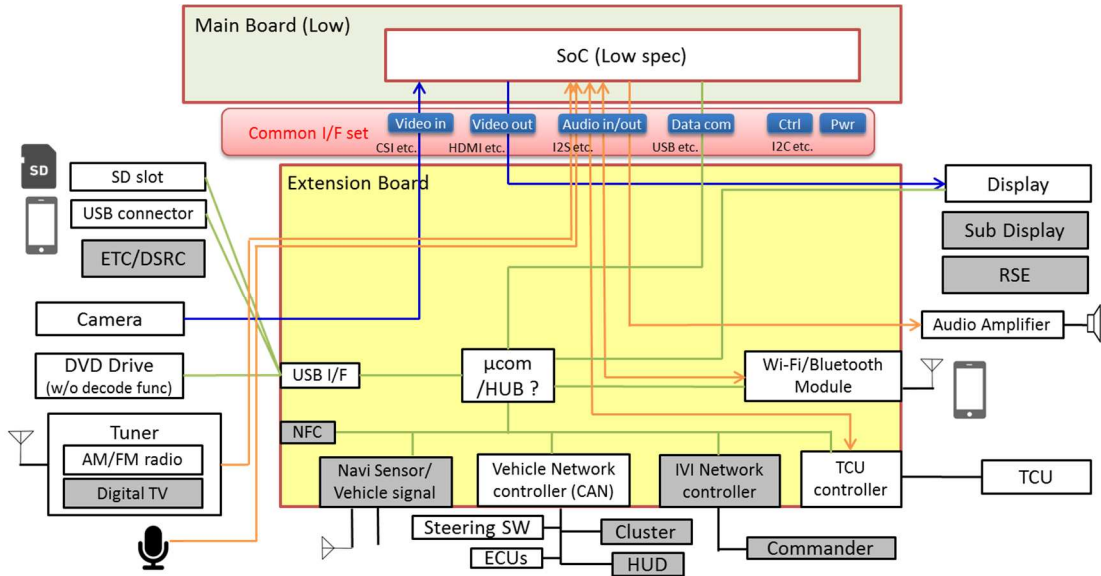 Main Board (Low)
SoC (Low spec)
Common I/F set
Video in
Video out
Audio in/out
Data com
Ctrl
Pwr
CSI etc.
HDMI etc.
I2S etc.
USB etc.
I2C etc.
SD
SD slot
USB connector
ETC/DSRC
Camera
DVD Drive
(w/o decode func)
Tuner
AM/FM radio
Digital TV
Extension Board
USB I/F
μcom
/HUB ?
Wi-Fi/Bluetooth
Module
NFC
Navi Sensor/
Vehicle signal
Vehicle Network
controller (CAN)
IVI Network
controller
TCU
controller
Display
Sub Display
RSE
Audio Amplifier
TCU
Steering SW
Cluster
ECUs
HUD
Commander